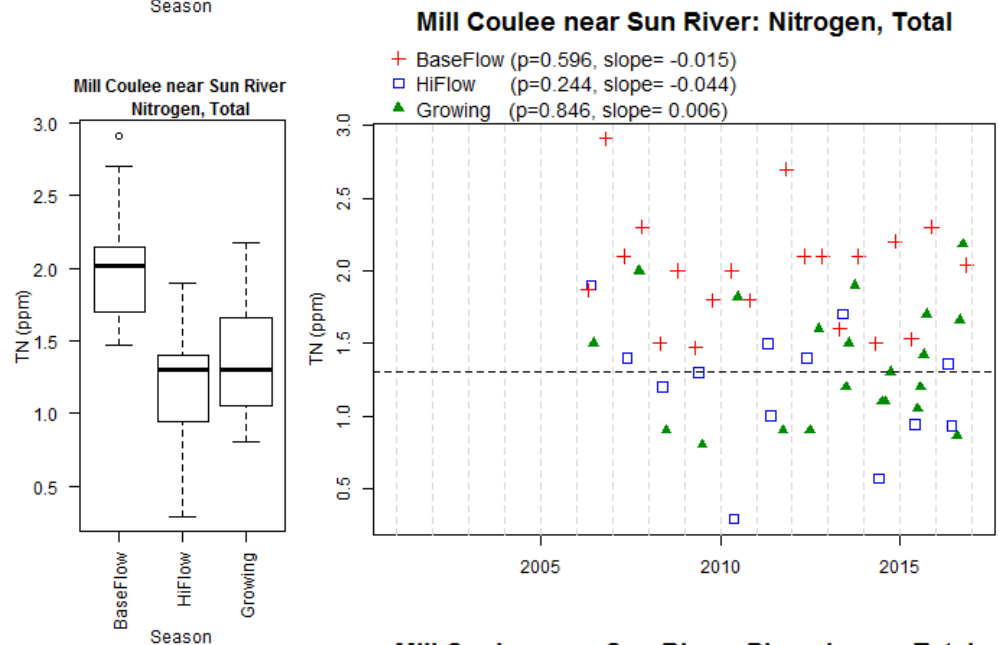 Season
Mill Coulee near Sun River: Nitrogen, Total
BaseFlow (p=0.596, slope= -0.015)
HiFlow (p=0.244, slope= -0.044)
Growing (p=0.846, slope= 0.006)
Mill Coulee near Sun River
Nitrogen, Total
TN (ppm)
3.0
2.5
2.0
1.5
1.0
0.5
BaseFlow
HiFlow
Growing
Season
TN (ppm)
3.0
2.5
2.0
1.5
1.0
0.5
2005
2010
2015